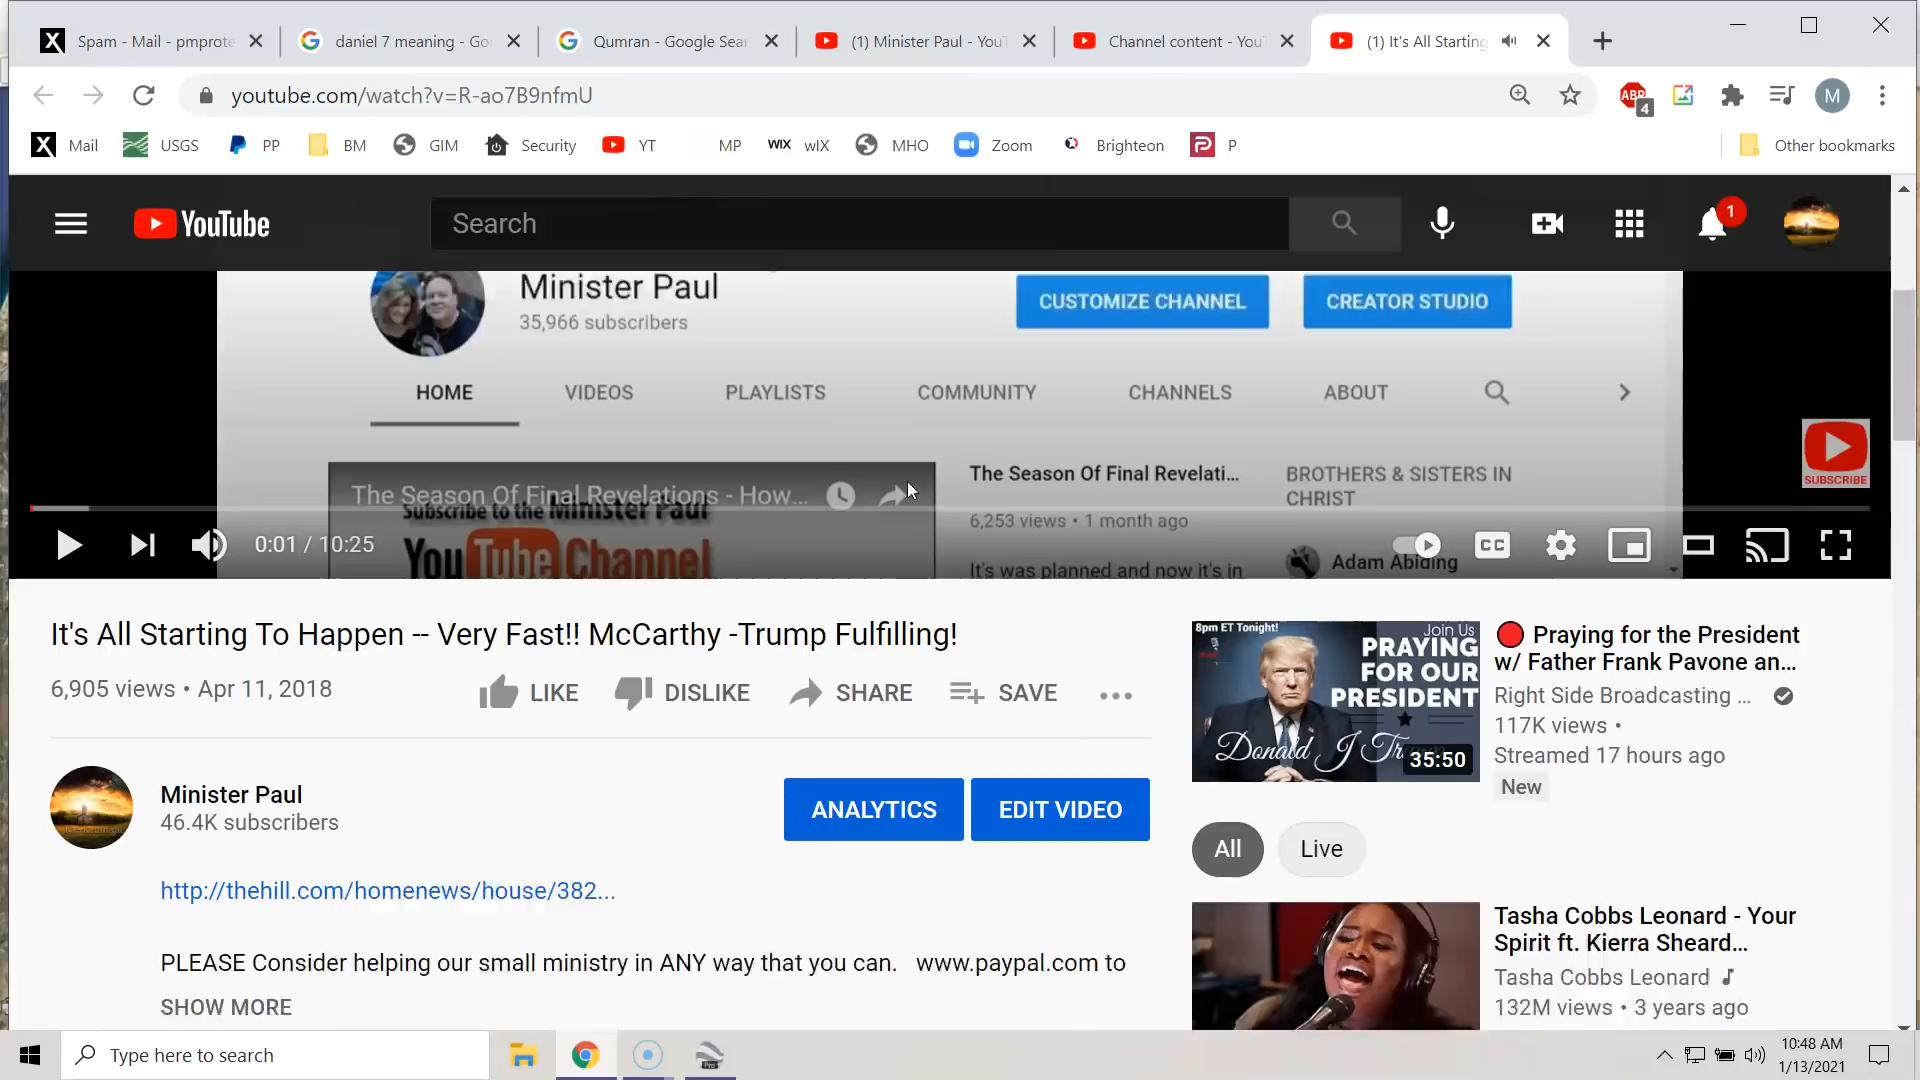 Spam - Mail - pmprote
daniel 7 meaning - Go
Qumran - Google Sear
(1) Minister Paul - YouT
Channel content - You
(1) It's All Starting
youtube.com/watch?v=R-ao7B9nfmU
ABP
4
M
X
Mail
USGS
PP
BM
GIM
Security
YT
MP
WIX
wIX
MHO
Zoom
Brighteon
P
Other bookmarks
YouTube
Search
1
Minister Paul
35,966 subscribers
CUSTOMIZE CHANNEL
CREATOR STUDIO
HOME
VIDEOS
PLAYLISTS
COMMUNITY
CHANNELS
ABOUT
The Season Of Final Revelations - How...
Subscribe to the Minister Paul
YouTube Channel
The Season Of Final Revelati...
6,253 views • 1 month ago
It's was planned and now it's in
BROTHERS & SISTERS IN
CHRIST
Adam Abiding
SUBSCRIBE
0:01 / 10:25
CC
It's All Starting To Happen -- Very Fast!! McCarthy -Trump Fulfilling!
6,905 views • Apr 11, 2018
LIKE
DISLIKE
SHARE
SAVE
Minister Paul
46.4K subscribers
ANALYTICS
EDIT VIDEO
http://thehill.com/homenews/house/382...
PLEASE Consider helping our small ministry in ANY way that you can. www.paypal.com to
SHOW MORE
8pm ET Tonight!
Join Us
PRAYING
FOR OUR
PRESIDENT
Donald J Tr
35:50
Praying for the President
w/ Father Frank Pavone an...
Right Side Broadcasting ...
117K views •
Streamed 17 hours ago
New
All
Live
Tasha Cobbs Leonard - Your
Spirit ft. Kierra Sheard...
Tasha Cobbs Leonard
132M views • 3 years ago
Type here to search
Pro
10:48 AM
1/13/2021